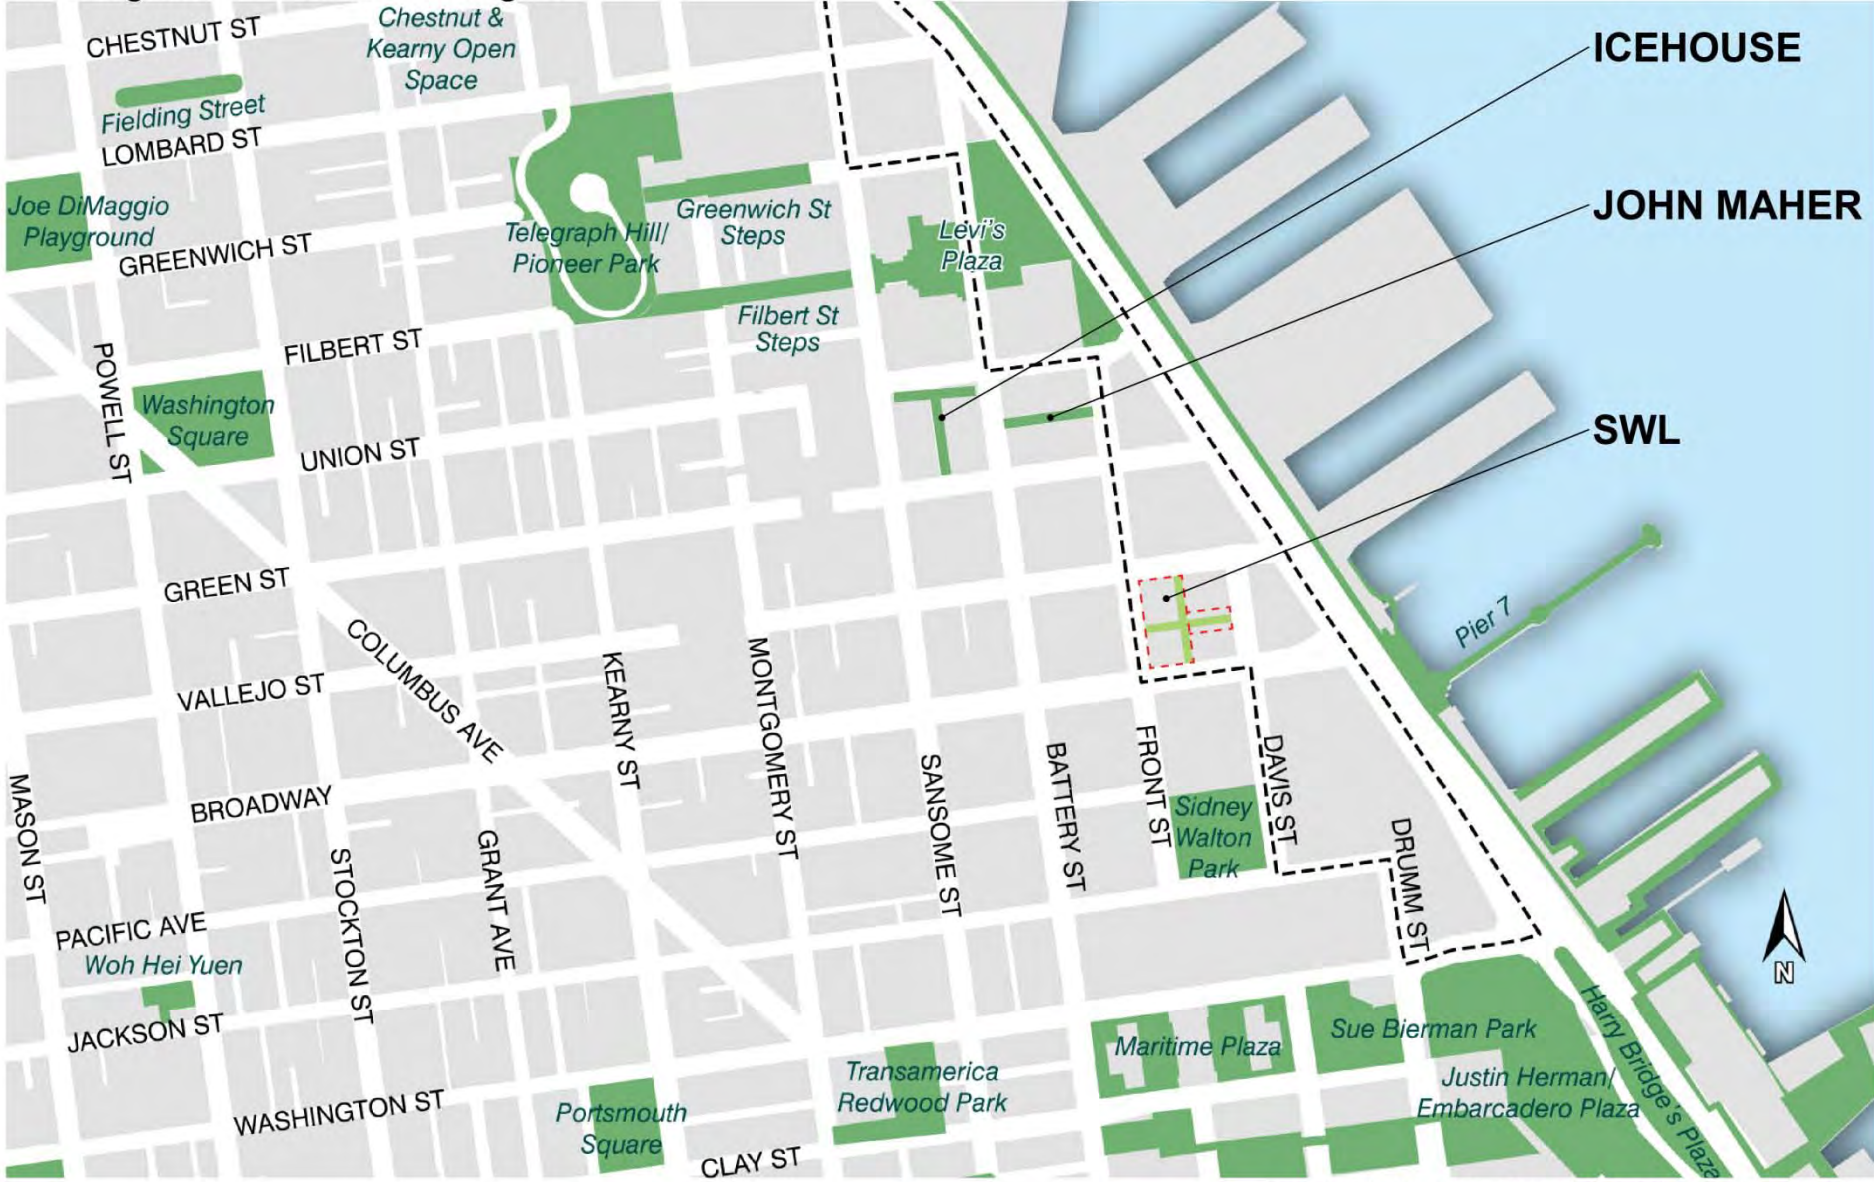 CHESTNUT ST
Chestnut &
Kearny Open
Space
ICEHOUSE
Fielding Street
LOMBARD ST
JOHN MAHER
Joe DiMaggio
Playground
GREENWICH ST
Telegraph Hill/
Pioneer Park
Greenwich St
Steps
Levi's
Plaza
Filbert St
Steps
FILBERT ST
POWELL ST
Washington
Square
UNION ST
SWL
GREEN ST
Pier 7
COLUMBUS AVE
VALLEJO ST
KEARNY ST
MONTGOMERY ST
SANSOME ST
BATTERY ST
FRONT ST
DAVIS ST
Sidney
Walton
Park
DRUMM ST
MASON ST
BROADWAY
STOCKTON ST
GRANT AVE
PACIFIC AVE
Woh Hei Yuen
N
JACKSON ST
Maritime Plaza
Sue Bierman Park
Harry Bridge's Plaza
Transamerica
Redwood Park
Justin Herman/
Embarcadero Plaza
WASHINGTON ST
Portsmouth
Square
CLAY ST